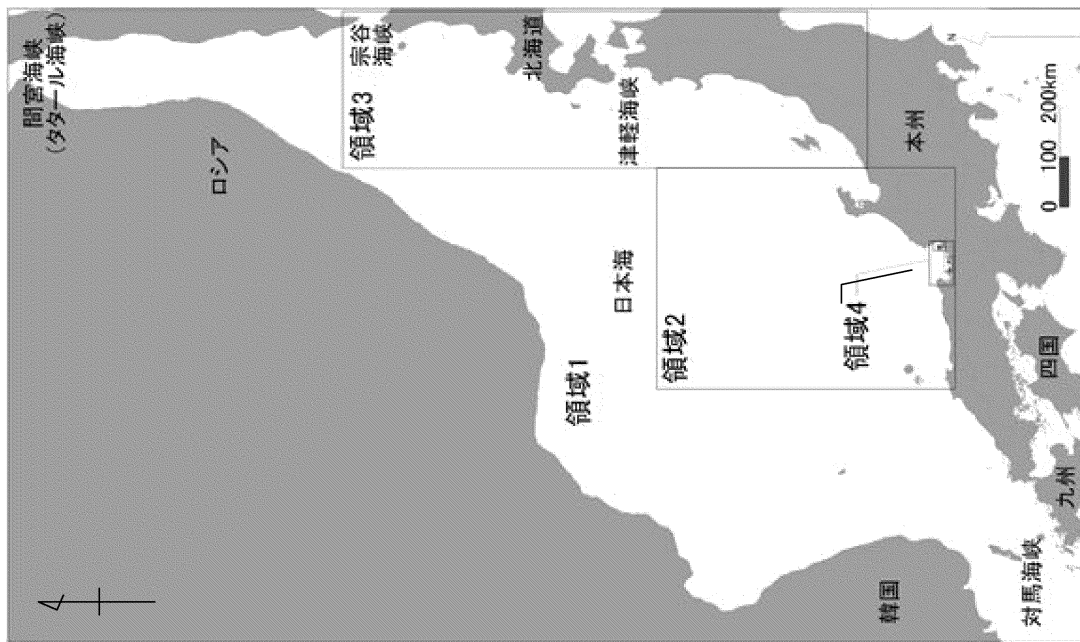 間宮海峡
(タタール海峡)
ロシア
宗谷
海峡
領域3
北海道
津軽海峡
日本海
領域1
領域2
領域4
本州
N
0 100 200km
四国
九州
対馬海峡
韓国